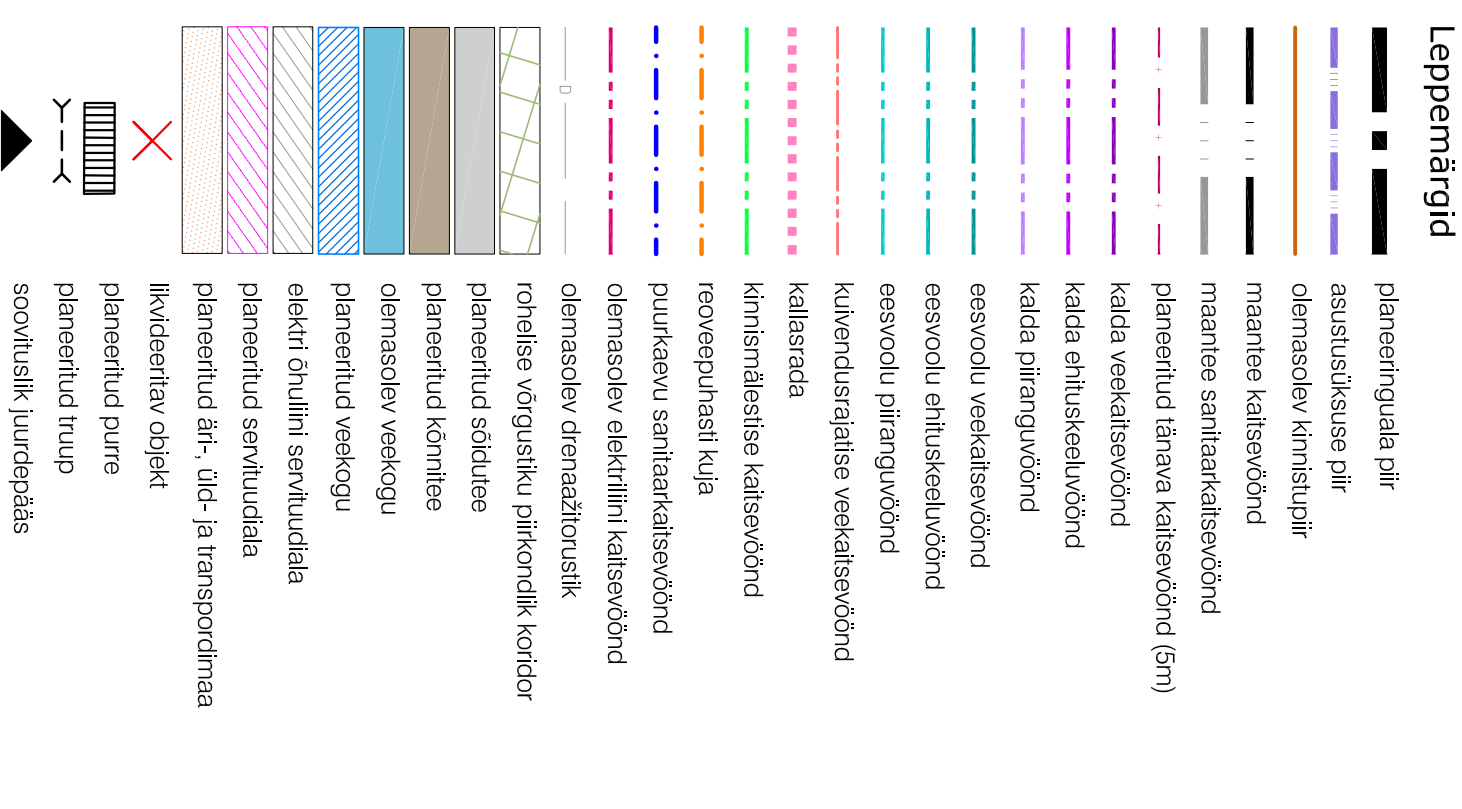 Leppemärgid
planeeringuala piir
asustusüksuse piir
olemasolev kinnistupiir
maantee kaitsevöönd
maantee sanitaarkaitsevöönd
planeeritud tänava kaitsevöönd (5m)
kalda veekaitsevöönd
kalda ehituskeeluvöönd
kalda piiranguvöönd
eesvoolu veekaitsevöönd
eesvoolu ehituskeeluvöönd
eesvoolu piiranguvöönd
kuivendusrajatise veekaitsevöönd
kallasrada
kinnismälestise kaitsevöönd
reoveepuhasti kuja
puurkaevu sanitaarkaitsevöönd
olemasolev elektriliini kaitsevöönd
D olemasolev drenaažitorustik
rohelise võrgustiku piirkondlik koridor
planeeritud sõidutee
planeeritud kõnnitee
olemasolev veekogu
planeeritud veekogu
elektri õhuliini servituudiala
planeeritud servituudiala
planeeritud äri-, üld- ja transpordimaa
likvideeritav objekt
planeeritud purre
planeeritud truup
soovituslik juurdepääs